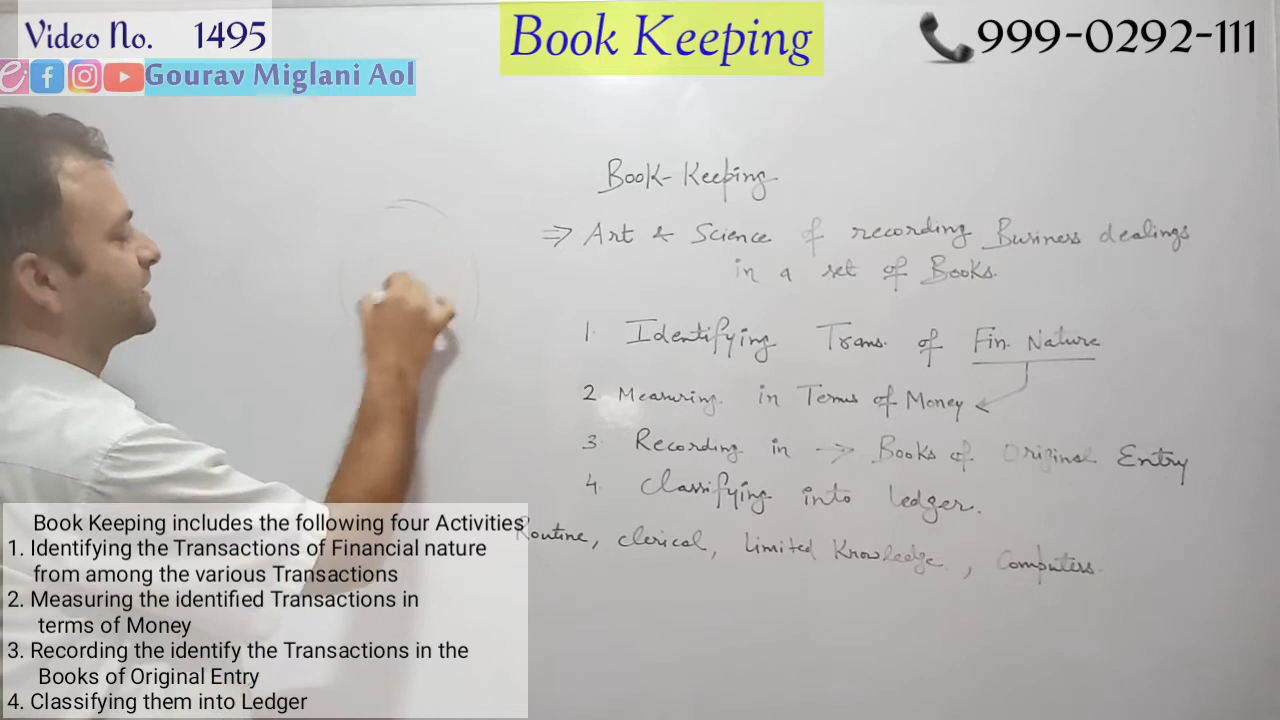 Video No. 1495
Book Keeping
999-0292-111
Gourav Miglani Aol
Book-Keeping
⇒ Art & Science of recording Business dealings
in a set of Books.
1. Identifying Trans. of Fin. Nature
2 Measuring in Terms of Money ←
3. Recording in → Books of Original Entry
4. Classifying into ledger.
Routine, clerical, Limited Knowledge, Computers.
Book Keeping includes the following four Activities
1. Identifying the Transactions of Financial nature
from among the various Transactions
2. Measuring the identified Transactions in
terms of Money
3. Recording the identify the Transactions in the
Books of Original Entry
4. Classifying them into Ledger